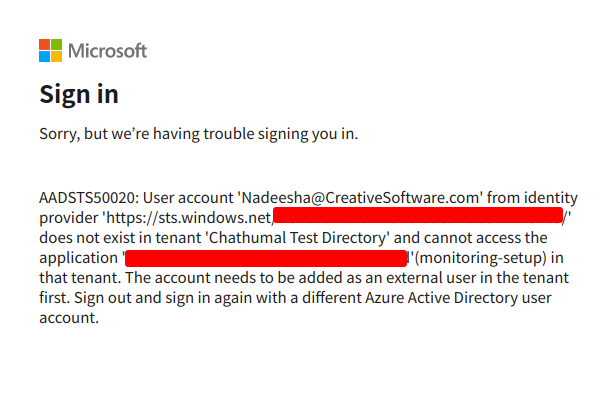 Microsoft
Sign in
Sorry, but we're having trouble signing you in.
AADSTS50020: User account 'Nadeesha@CreativeSoftware.com' from identity
provider 'https://sts.windows.net/ /'
does not exist in tenant 'Chathumal Test Directory' and cannot access the
application ' '(monitoring-setup) in
that tenant. The account needs to be added as an external user in the tenant
first. Sign out and sign in again with a different Azure Active Directory user
account.